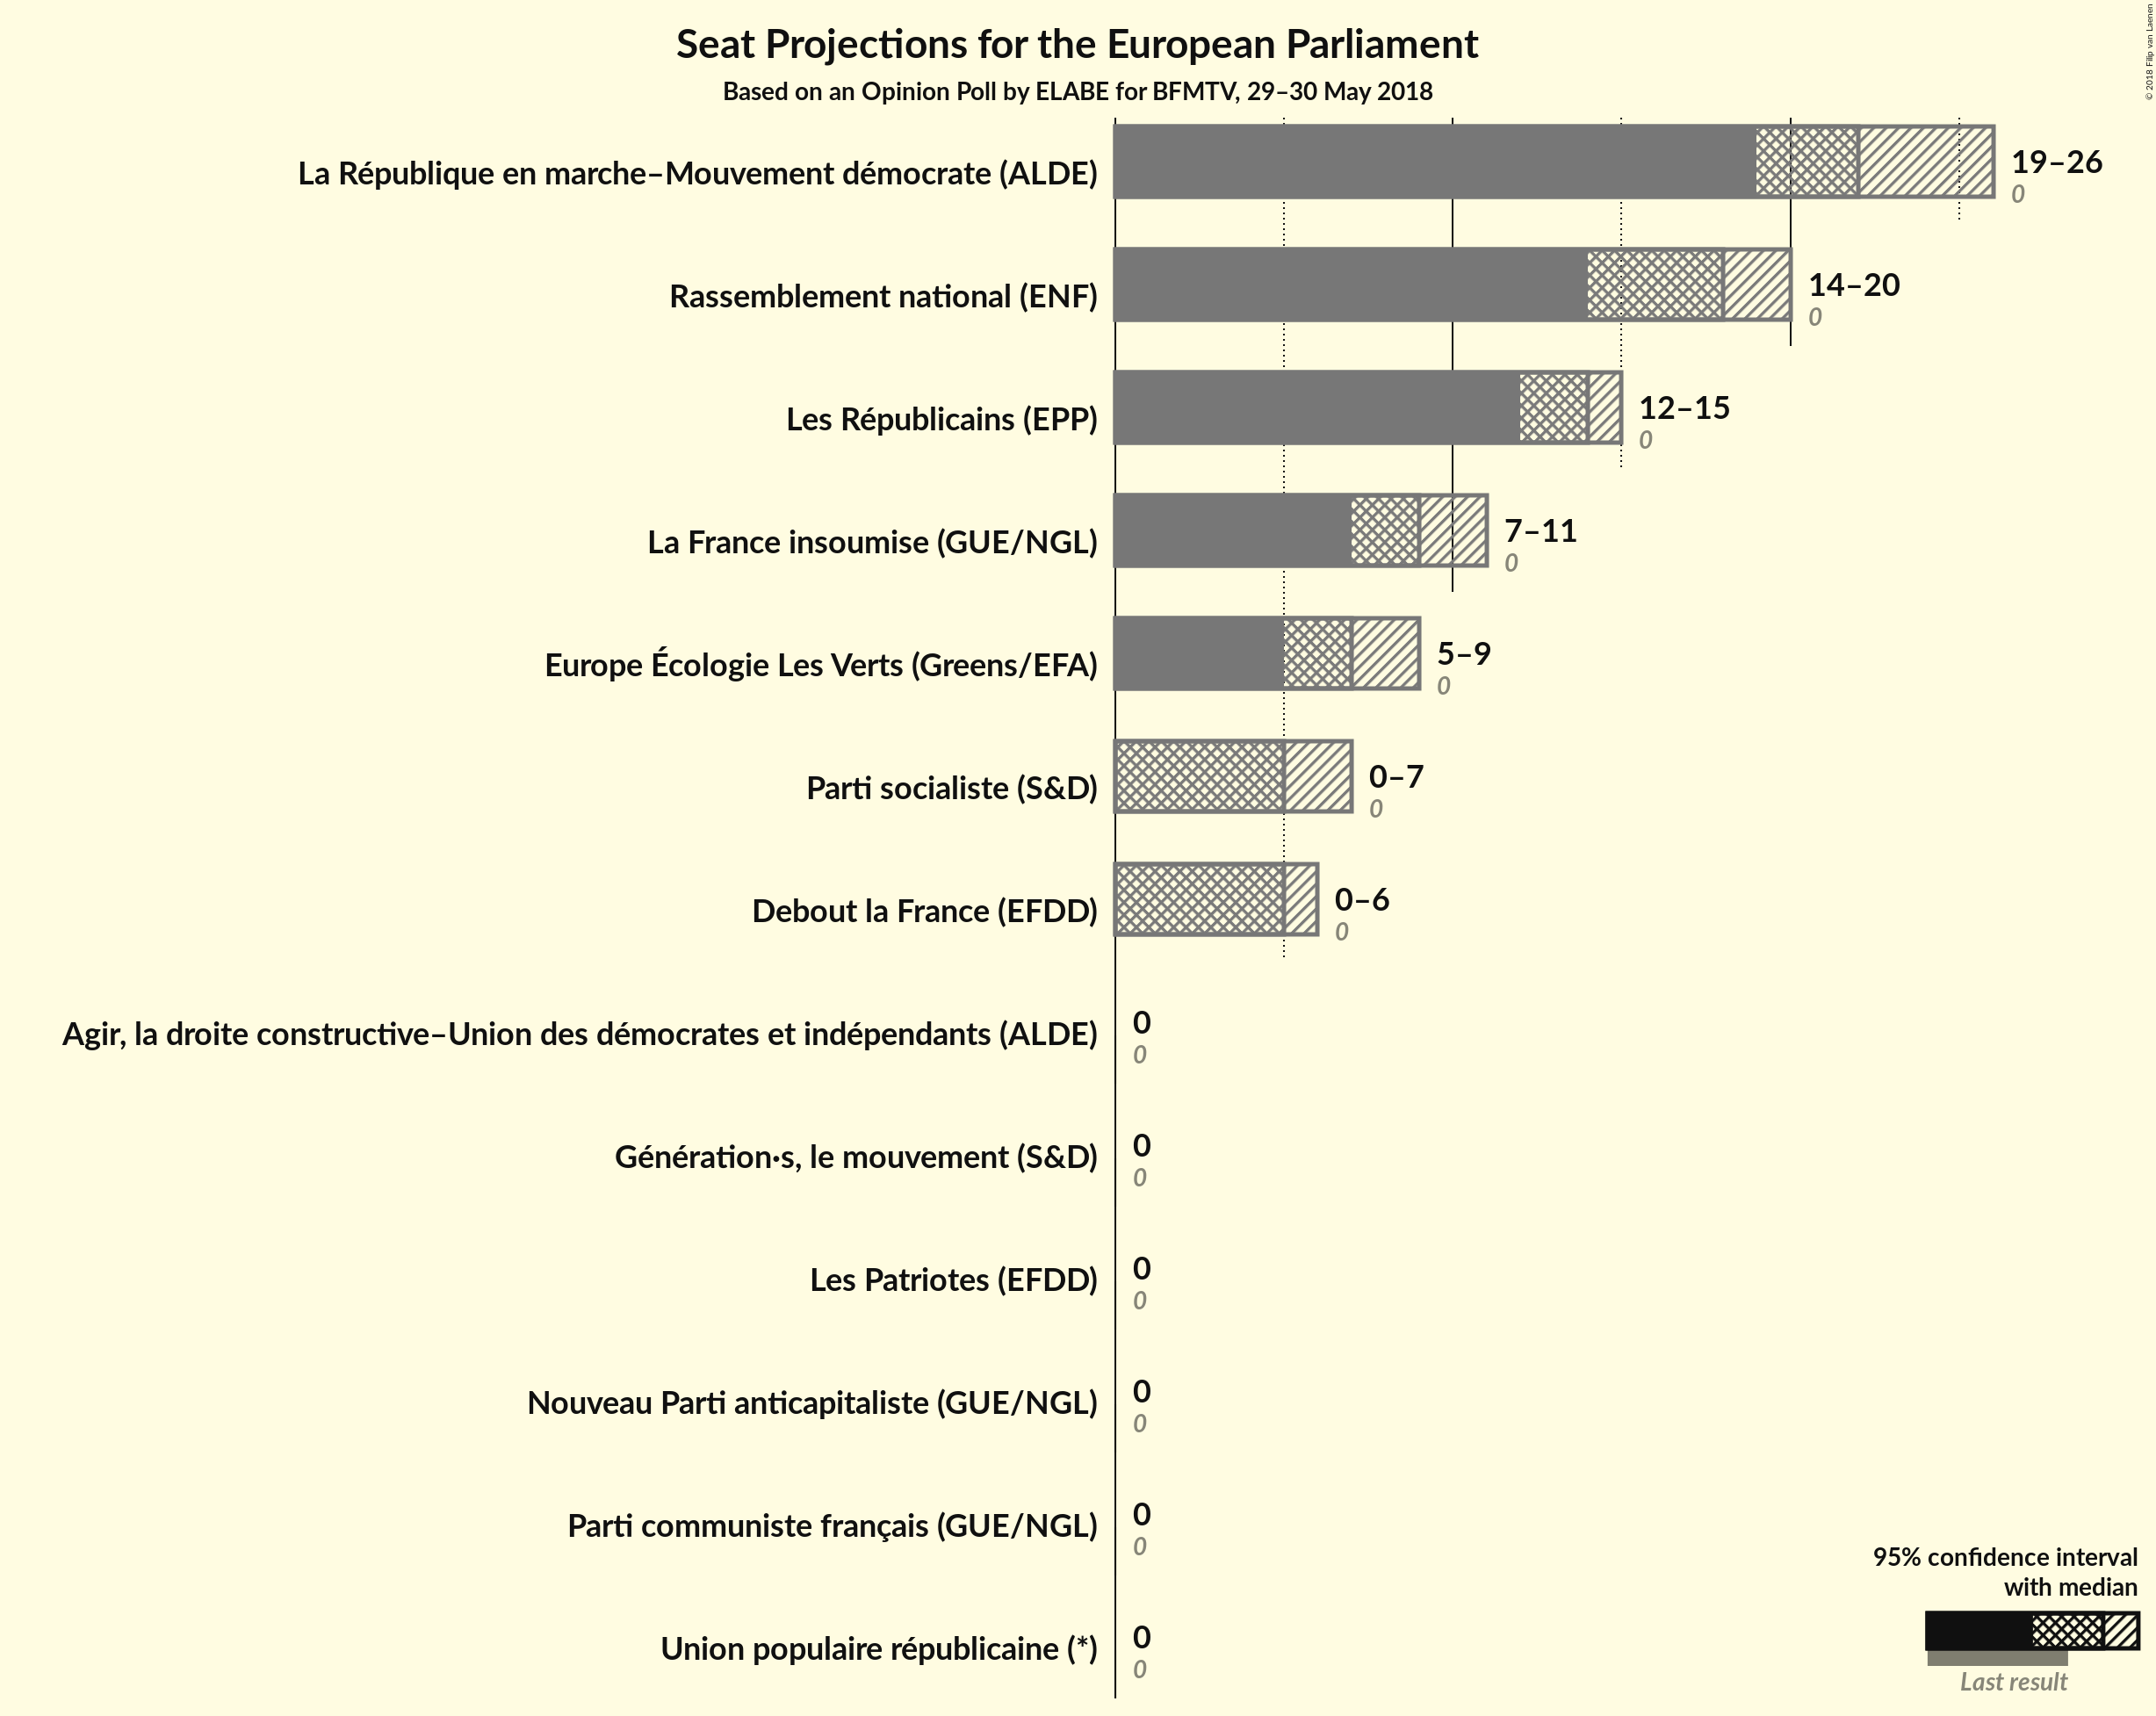 © 2018 Filip van Laenen
Seat Projections for the European Parliament
Based on an Opinion Poll by ELABE for BFMTV, 29–30 May 2018
La République en marche–Mouvement démocrate (ALDE)
19–26
0
Rassemblement national (ENF)
14–20
0
Les Républicains (EPP)
12–15
0
La France insoumise (GUE/NGL)
7–11
0
Europe Écologie Les Verts (Greens/EFA)
5–9
0
Parti socialiste (S&D)
0–7
0
Debout la France (EFDD)
0–6
0
Agir, la droite constructive–Union des démocrates et indépendants (ALDE)
0
0
Génération·s, le mouvement (S&D)
0
0
Les Patriotes (EFDD)
0
0
Nouveau Parti anticapitaliste (GUE/NGL)
0
0
Parti communiste français (GUE/NGL)
0
0
Union populaire républicaine (*)
0
0
95% confidence interval
with median
Last result